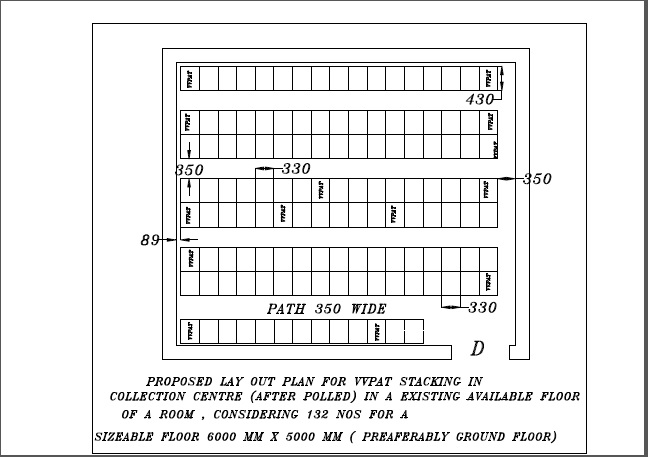 VVPAT VVPAT
430
VVPAT VVPAT
VVPAT
350 330
350
VVPAT VVPAT
VVPAT VVPAT VVPAT
89
VVPAT
VVPAT
PATH 350 WIDE 330
VVPAT VVPAT
D
PROPOSED LAY OUT PLAN FOR VVPAT STACKING IN
COLLECTION CENTRE (AFTER POLLED) IN A EXISTING AVAILABLE FLOOR
OF A ROOM , CONSIDERING 132 NOS FOR A
SIZEABLE FLOOR 6000 MM X 5000 MM ( PREAFERABLY GROUND FLOOR)